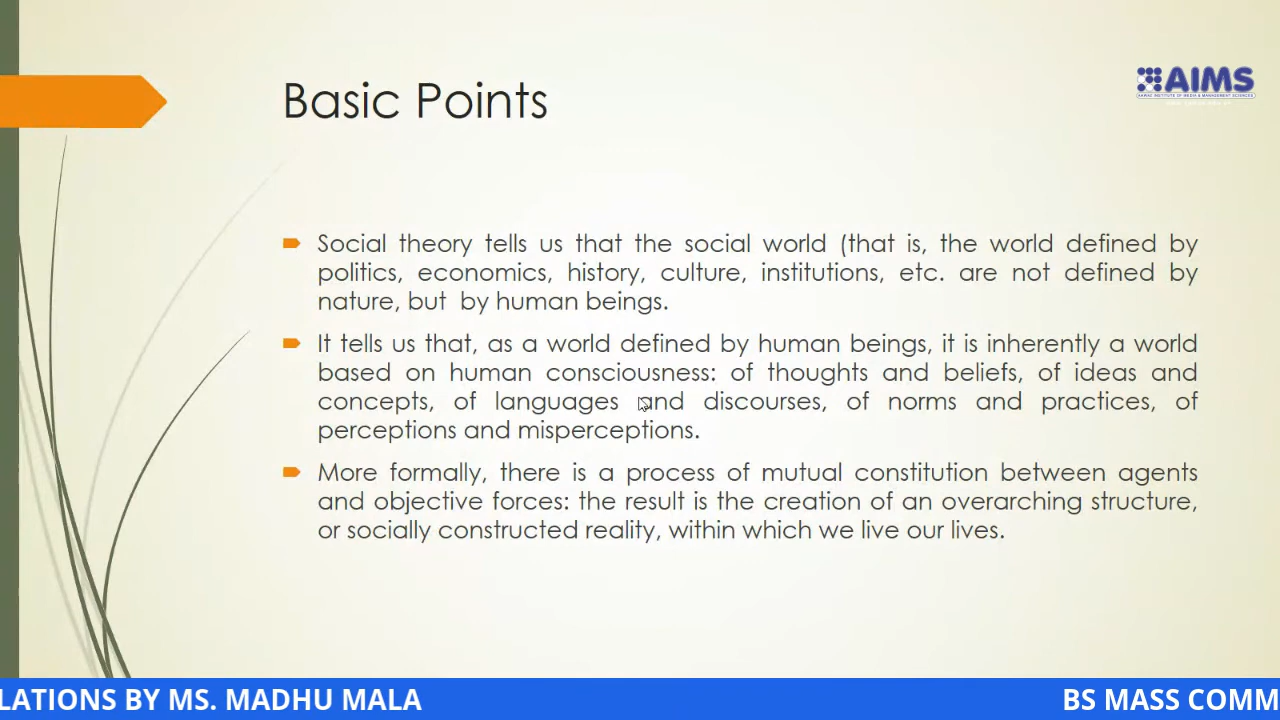 Basic Points
AIMS
Social theory tells us that the social world (that is, the world defined by
politics, economics, history, culture, institutions, etc. are not defined by
nature, but by human beings.
It tells us that, as a world defined by human beings, it is inherently a world
based on human consciousness: of thoughts and beliefs, of ideas and
concepts, of languages and discourses, of norms and practices, of
perceptions and misperceptions.
More formally, there is a process of mutual constitution between agents
and objective forces: the result is the creation of an overarching structure,
or socially constructed reality, within which we live our lives.
LATIONS BY MS. MADHU MALA
BS MASS COMM